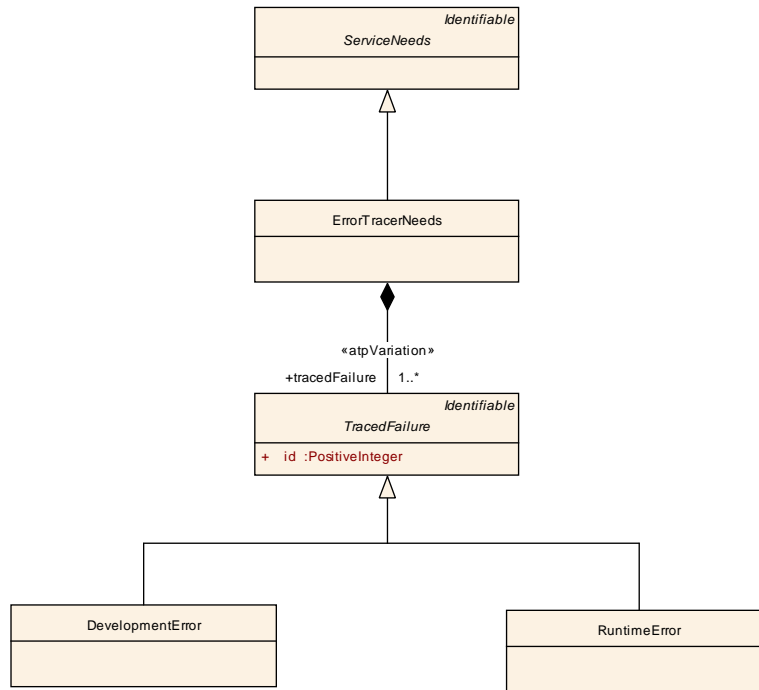 Identifiable
ServiceNeeds
ErrorTracerNeeds
«atpVariation»
+tracedFailure 1..*
Identifiable
TracedFailure
+ id :PositiveInteger
DevelopmentError
RuntimeError